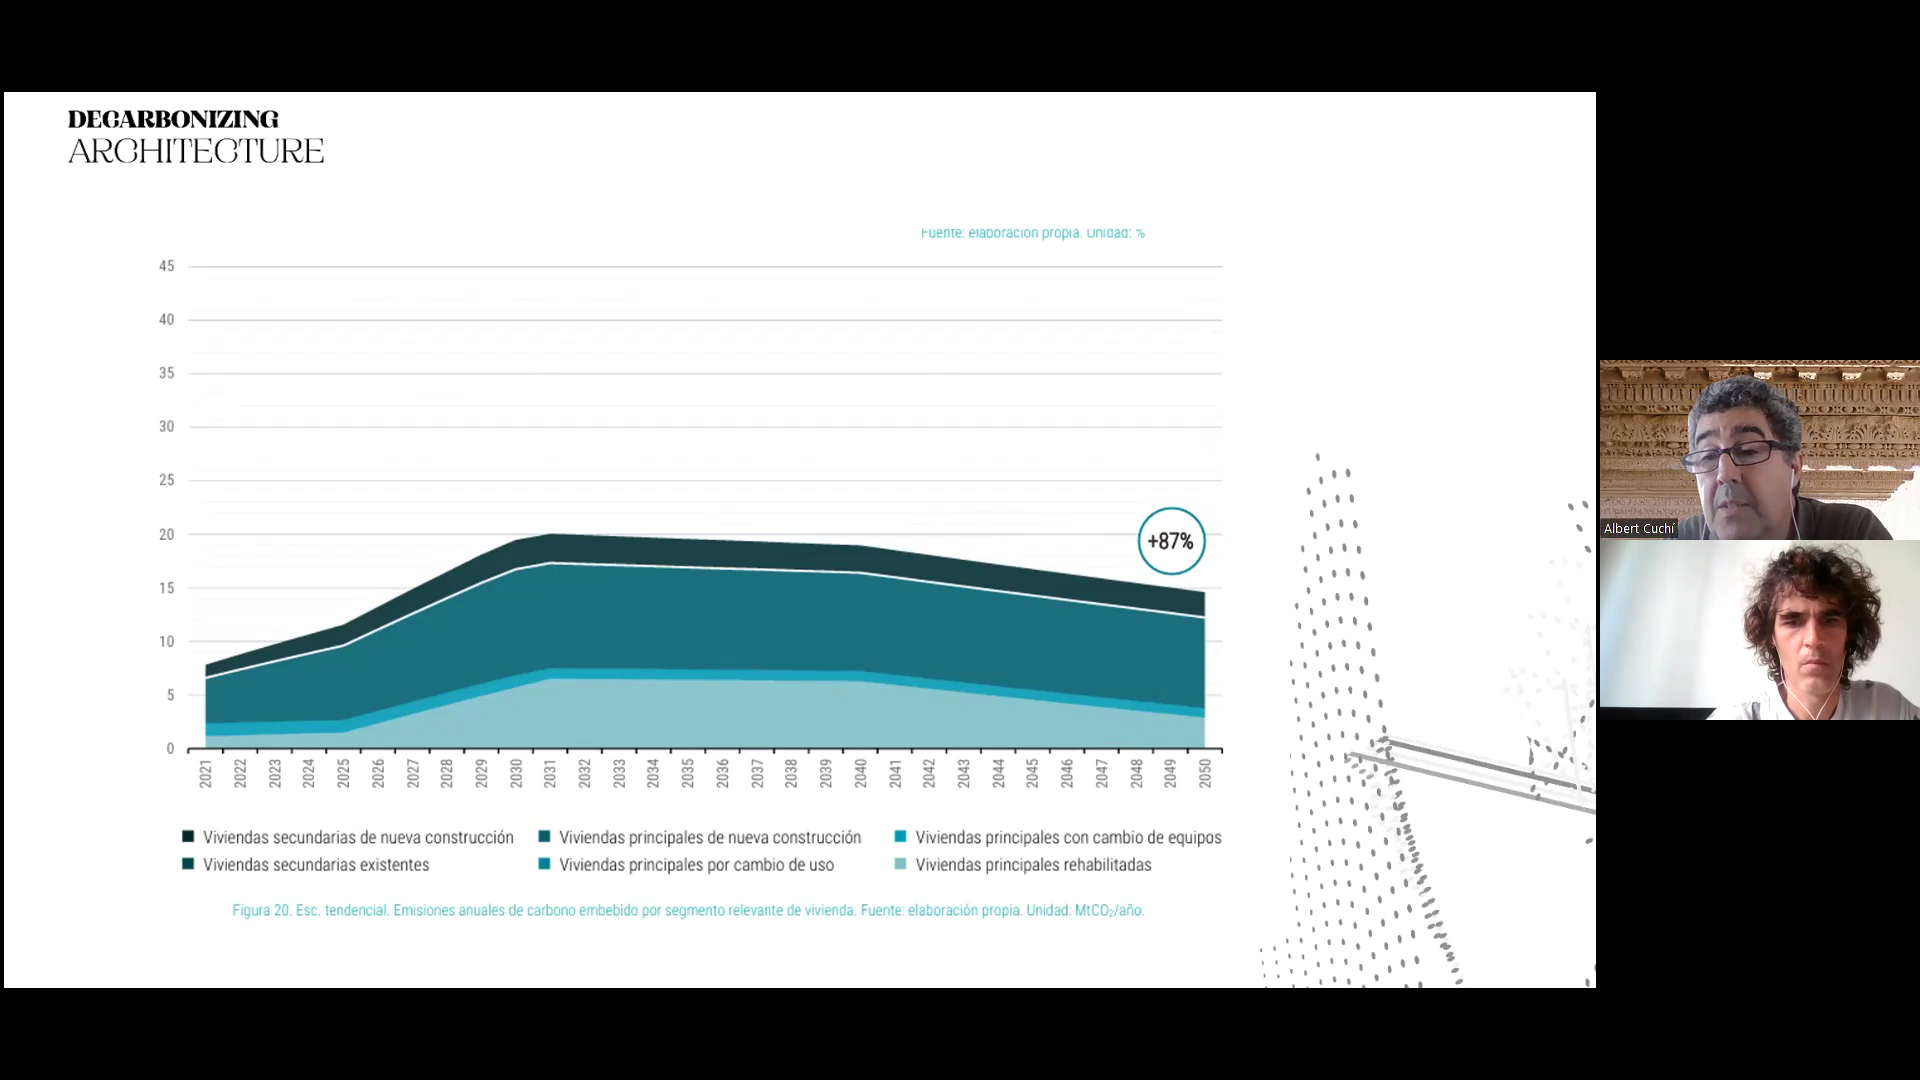 DECARBONIZING
ARCHITECTURE
Fuente: elaboración propia. Unidad: %
45
40
35
30
25
20
15
10
5
0
+87%
2021 2022 2023 2024 2025 2026 2027 2028 2029 2030 2031 2032 2033 2034 2035 2036 2037 2038 2039 2040 2041 2042 2043 2044 2045 2046 2047 2048 2049 2050
Viviendas secundarias de nueva construcción Viviendas principales de nueva construcción Viviendas principales con cambio de equipos
Viviendas secundarias existentes Viviendas principales por cambio de uso Viviendas principales rehabilitadas
Figura 20. Esc. tendencial. Emisiones anuales de carbono embebido por segmento relevante de vivienda. Fuente: elaboración propia. Unidad: MtCO₂/año.
Albert Cuchí